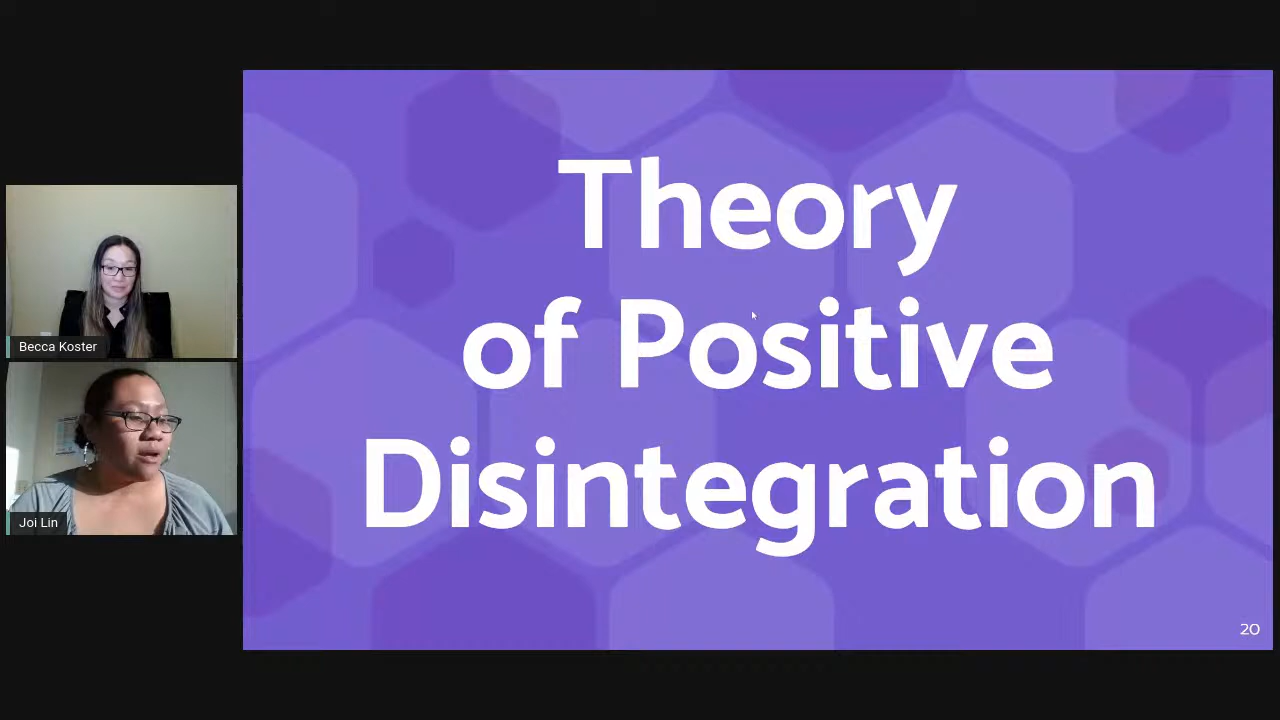 Theory
of Positive
Disintegration
Becca Koster
Joi Lin
20